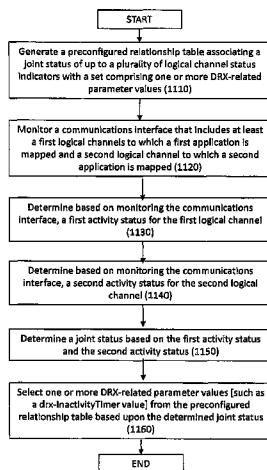 START
Generate a preconfigured relationship table associating a
joint status of up to a plurality of logical channel status
indicators with a set comprising one or more DRX-related
parameter values (1110)
Monitor a communications interface that includes at least
a first logical channels to which a first application is
mapped and a second logical channel to which a second
application is mapped (1120)
Determine based on monitoring the communications
interface, a first activity status for the first logical channel
(1130)
Determine based on monitoring the communications
interface, a second activity status for the second logical
channel (1140)
Determine a joint status based on the first activity status
and the second activity status (1150)
Select one or more DRX-related parameter values [such as
a drx-InactivityTimer value] from the preconfigured
relationship table based upon the determined joint status
(1160)
END